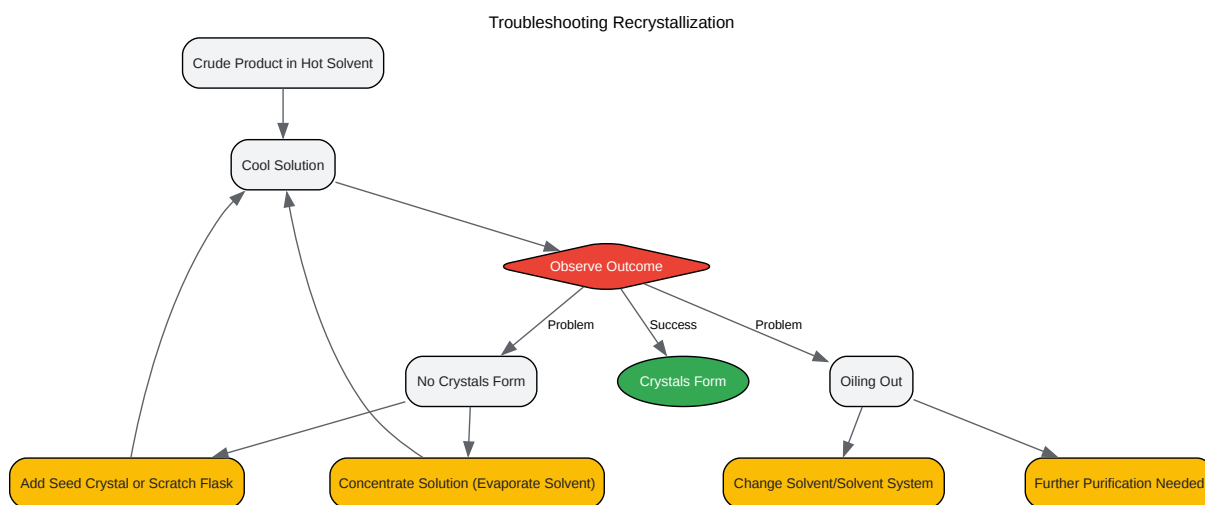 Troubleshooting Recrystallization
Crude Product in Hot Solvent
Cool Solution
Observe Outcome
Problem
Success
Problem
No Crystals Form
Crystals Form
Oiling Out
Add Seed Crystal or Scratch Flask
Concentrate Solution (Evaporate Solvent)
Change Solvent/Solvent System
Further Purification Needed